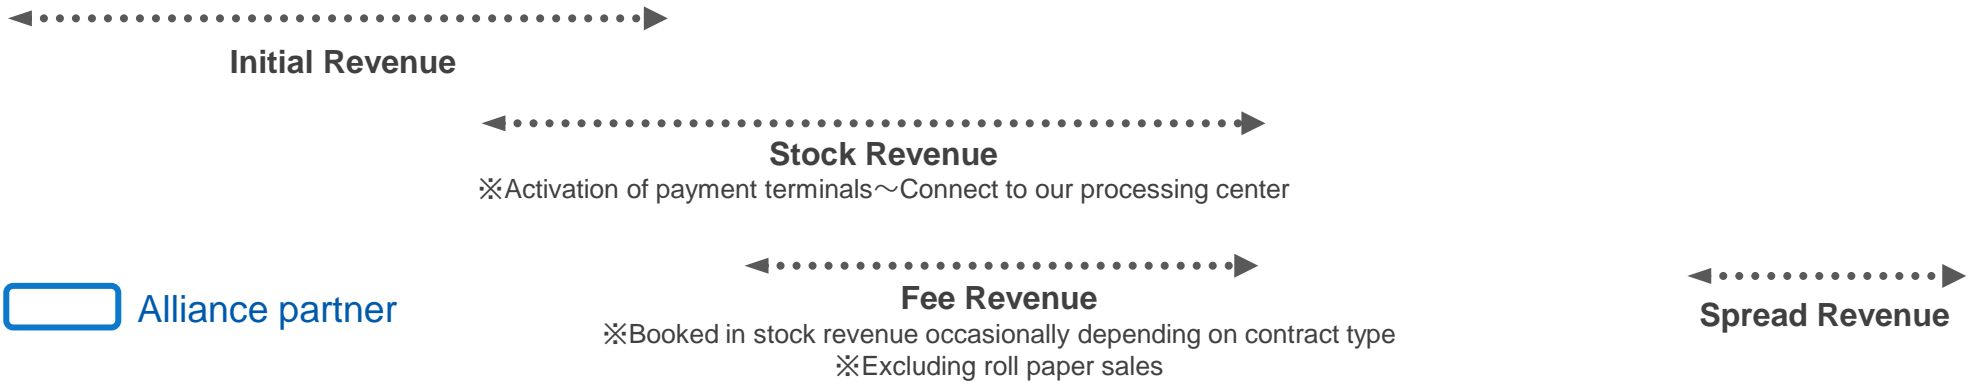 Initial Revenue
Stock Revenue
※Activation of payment terminals～Connect to our processing center
Alliance partner
Fee Revenue
※Booked in stock revenue occasionally depending on contract type
※Excluding roll paper sales
Spread Revenue